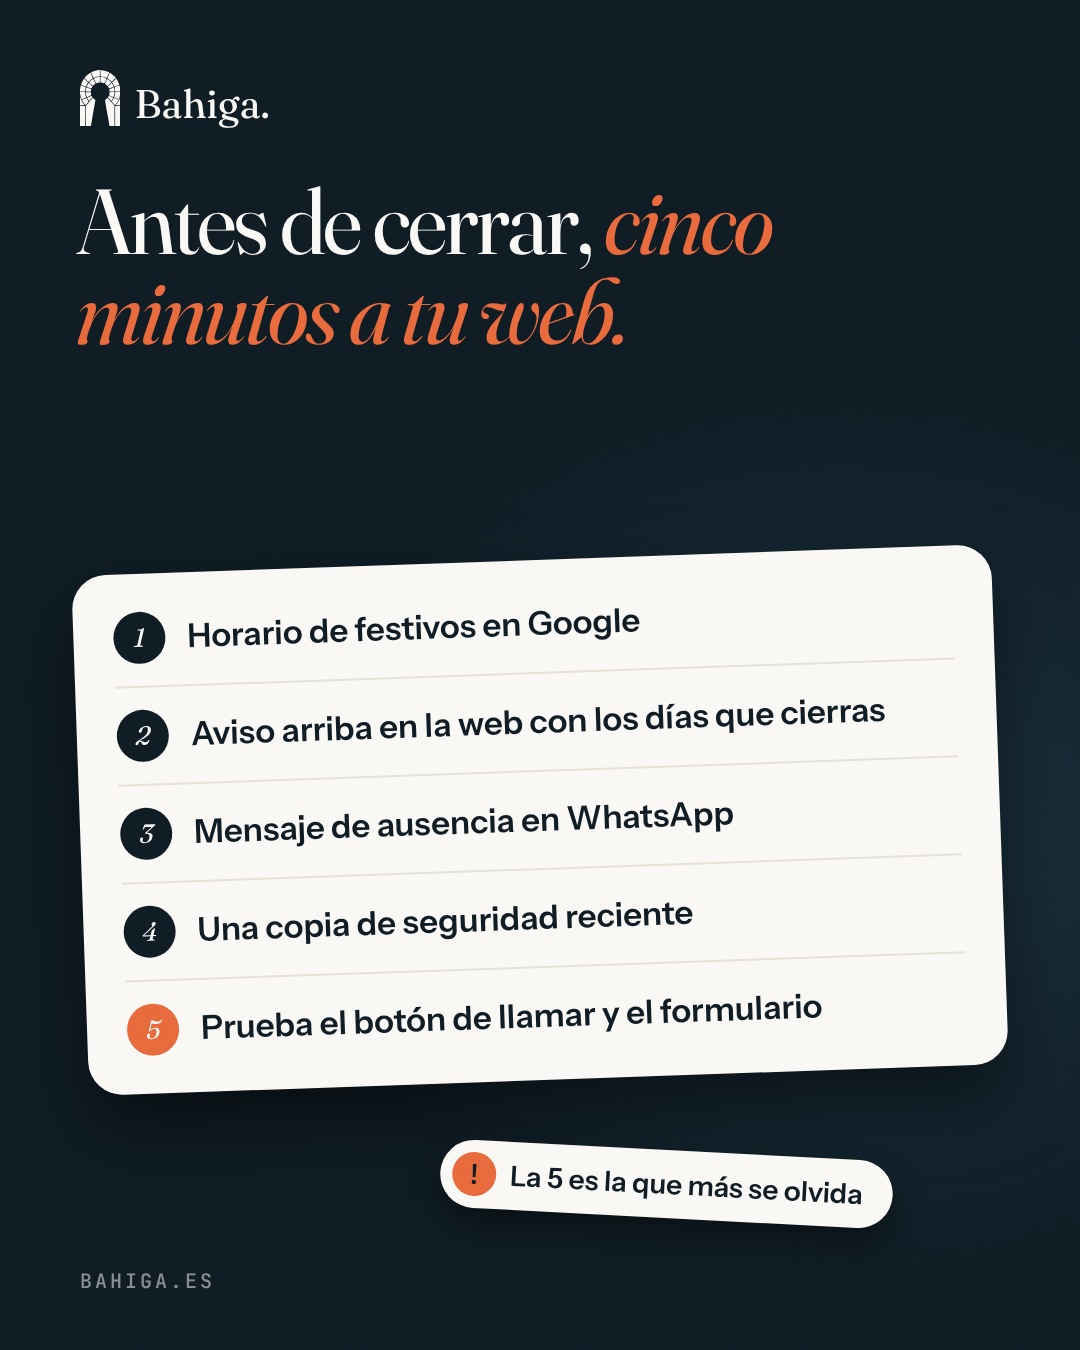 Bahiga.
Antes de cerrar, cinco
minutos a tu web.
1 Horario de festivos en Google
2 Aviso arriba en la web con los días que cierras
3 Mensaje de ausencia en WhatsApp
4 Una copia de seguridad reciente
5 Prueba el botón de llamar y el formulario
! La 5 es la que más se olvida
BAHIGA.ES